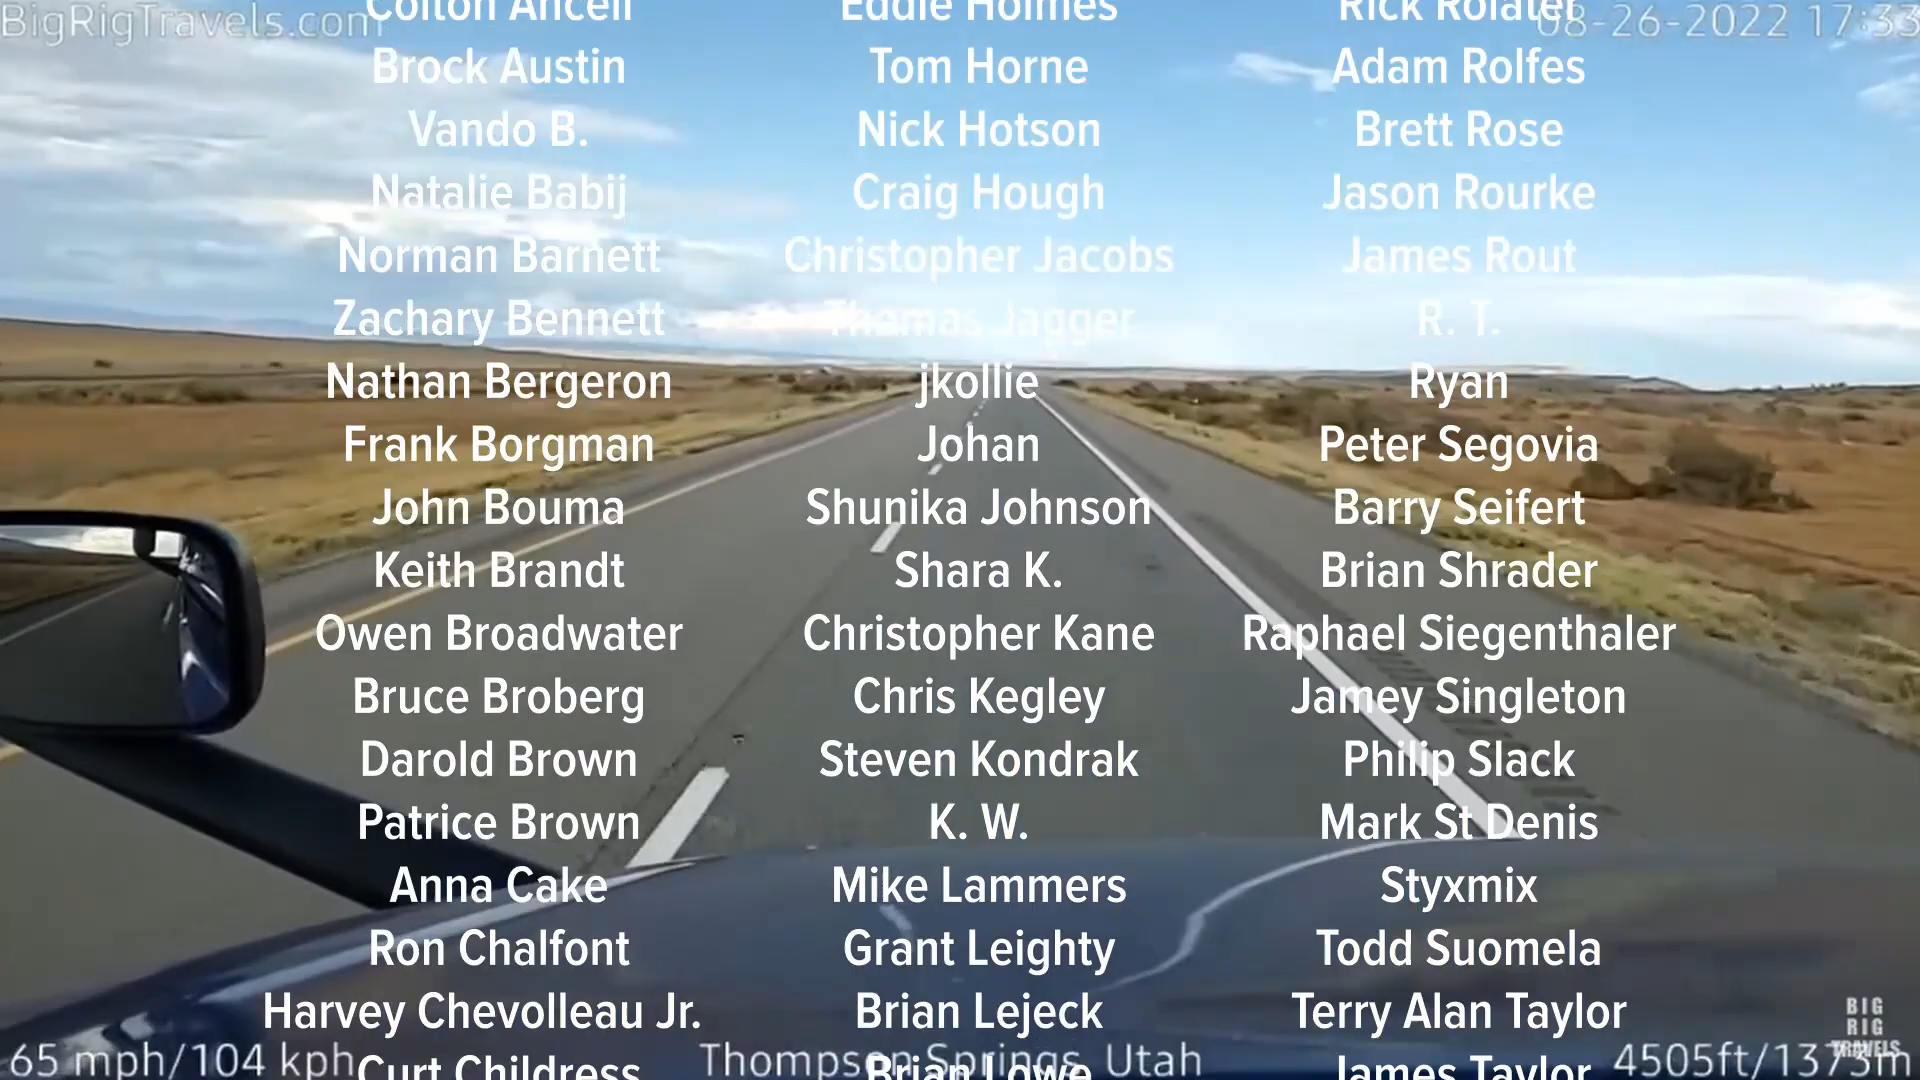 BigRigTravels.com
08-26-2022 17:33
Colton Ancell
Brock Austin
Vando B.
Natalie Babij
Norman Barnett
Zachary Bennett
Nathan Bergeron
Frank Borgman
John Bouma
Keith Brandt
Owen Broadwater
Bruce Broberg
Darold Brown
Patrice Brown
Anna Cake
Ron Chalfont
Harvey Chevolleau Jr.
Curt Childress
Eddie Holmes
Tom Horne
Nick Hotson
Craig Hough
Christopher Jacobs
Thomas Jagger
jkollie
Johan
Shunika Johnson
Shara K.
Christopher Kane
Chris Kegley
Steven Kondrak
K. W.
Mike Lammers
Grant Leighty
Brian Lejeck
Brian Lowe
Rick Rolater
Adam Rolfes
Brett Rose
Jason Rourke
James Rout
R. T.
Ryan
Peter Segovia
Barry Seifert
Brian Shrader
Raphael Siegenthaler
Jamey Singleton
Philip Slack
Mark St Denis
Styxmix
Todd Suomela
Terry Alan Taylor
James Taylor
BIG
RIG
TRAVELS
65 mph/104 kph
Thompson Springs, Utah
4505ft/1373m